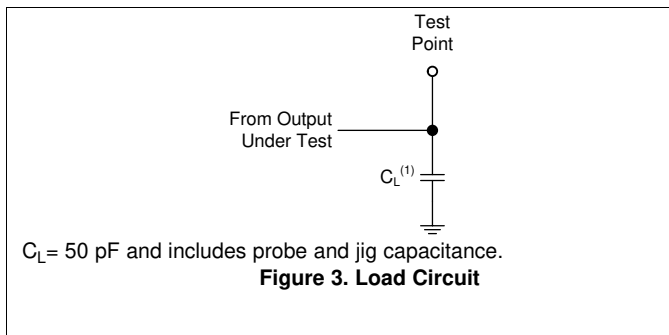 Test
Point
From Output
Under Test
C_L^(1)
C_L= 50 pF and includes probe and jig capacitance.
Figure 3. Load Circuit